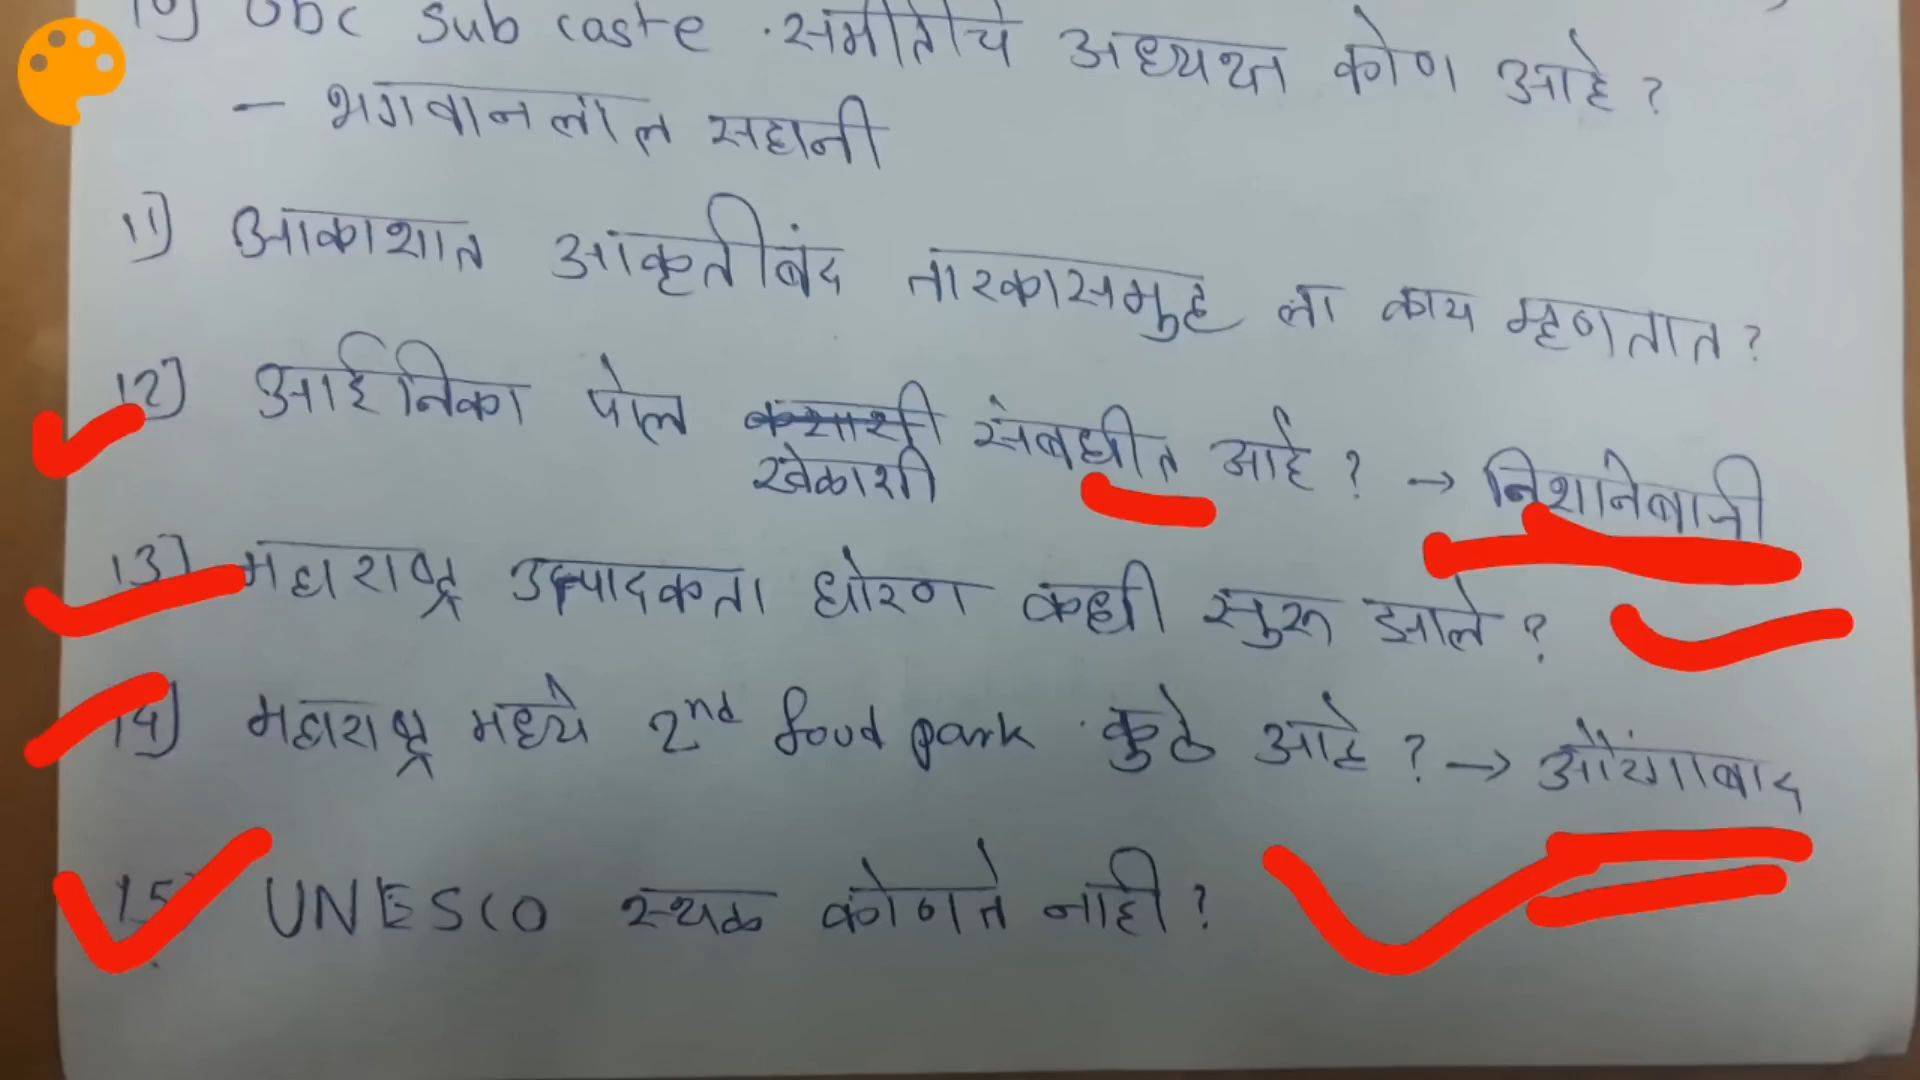 10) Obc Sub caste समीतीचे अध्यक्ष कोण आहे?
- भगवानलाल सहानी
11) आकाशात आकृतीबंद तारकासमुह ला काय म्हणतात?
12) आईनिका पोल खेळाशी संबधीत आहे? → निशानेबाजी
13) महाराष्ट्र उत्पादकता धोरण कधी सुरू झाले?
14) महाराष्ट्र मध्ये 2nd food park कुठे आहे? → औरंगाबाद
15) UNESCO स्थळ कोणते नाही?